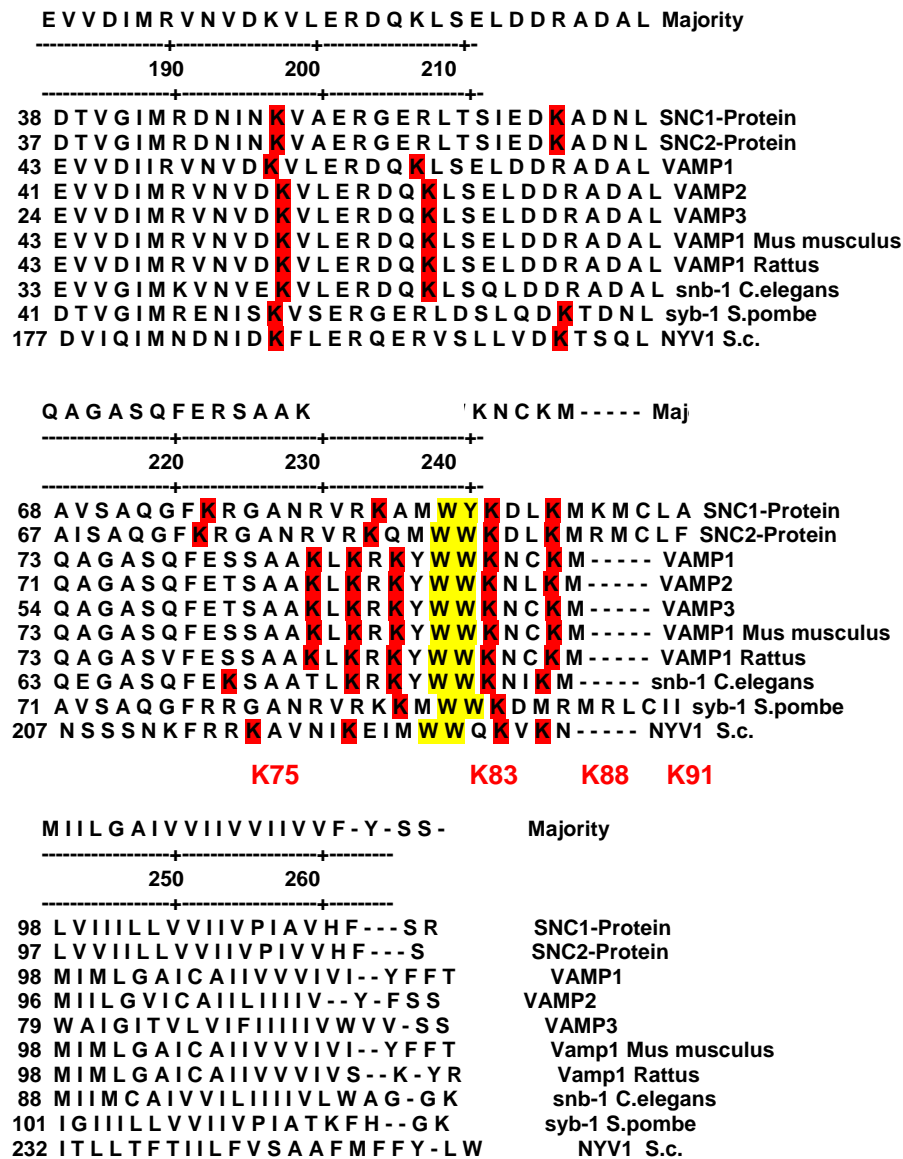 E V V D I M R V N V D K V L E R D Q K L S E L D D R A D A L Majority
-------------------+--------------------+-------------------+-
190 200 210
-------------------+--------------------+-------------------+-
38 D T V G I M R D N I N K V A E R G E R L T S I E D K A D N L SNC1-Protein
37 D T V G I M R D N I N K V A E R G E R L T S I E D K A D N L SNC2-Protein
43 E V V D I I R V N V D K V L E R D Q K L S E L D D R A D A L VAMP1
41 E V V D I M R V N V D K V L E R D Q K L S E L D D R A D A L VAMP2
24 E V V D I M R V N V D K V L E R D Q K L S E L D D R A D A L VAMP3
43 E V V D I M R V N V D K V L E R D Q K L S E L D D R A D A L VAMP1 Mus musculus
43 E V V D I M R V N V D K V L E R D Q K L S E L D D R A D A L VAMP1 Rattus
33 E V V G I M K V N V E K V L E R D Q K L S Q L D D R A D A L snb-1 C.elegans
41 D T V G I M R E N I S K V S E R G E R L D S L Q D K T D N L syb-1 S.pombe
177 D V I Q I M N D N I D K F L E R Q E R V S L L V D K T S Q L NYV1 S.c.
Q A G A S Q F E R S A A K K N C K M - - - - - Maj
-------------------+--------------------+-------------------+-
220 230 240
-------------------+--------------------+-------------------+-
68 A V S A Q G F K R G A N R V R K A M W Y K D L K M K M C L A SNC1-Protein
67 A I S A Q G F K R G A N R V R K Q M W W K D L K M R M C L F SNC2-Protein
73 Q A G A S Q F E S S A A K L K R K Y W W K N C K M - - - - - VAMP1
71 Q A G A S Q F E T S A A K L K R K Y W W K N L K M - - - - - VAMP2
54 Q A G A S Q F E T S A A K L K R K Y W W K N C K M - - - - - VAMP3
73 Q A G A S Q F E S S A A K L K R K Y W W K N C K M - - - - - VAMP1 Mus musculus
73 Q A G A S V F E S S A A K L K R K Y W W K N C K M - - - - - VAMP1 Rattus
63 Q E G A S Q F E K S A A T L K R K Y W W K N I K M - - - - - snb-1 C.elegans
71 A V S A Q G F R R G A N R V R K K M W W K D M R M R L C I I syb-1 S.pombe
207 N S S S N K F R R K A V N I K E I M W W Q K V K N - - - - - NYV1 S.c.
K75 K83 K88 K91
M I I L G A I V V I I V V I I V V F - Y - S S - Majority
-------------------+--------------------+----------
250 260
-------------------+--------------------+----------
98 L V I I I L L V V I I V P I A V H F - - - S R SNC1-Protein
97 L V V I I L L V V I I V P I V V H F - - - S SNC2-Protein
98 M I M L G A I C A I I V V V I V I - - Y F F T VAMP1
96 M I I L G V I C A I I L I I I I V - - Y - F S S VAMP2
79 W A I G I T V L V I F I I I I I V W V V - S S VAMP3
98 M I M L G A I C A I I V V V I V I - - Y F F T Vamp1 Mus musculus
98 M I M L G A I C A I I V V V I V S - - K - Y R Vamp1 Rattus
88 M I I M C A I V V I L I I I I V L W A G - G K snb-1 C.elegans
101 I G I I I L L V V I I V P I A T K F H - - G K syb-1 S.pombe
232 I T L L T F T I I L F V S A A F M F F Y - L W NYV1 S.c.